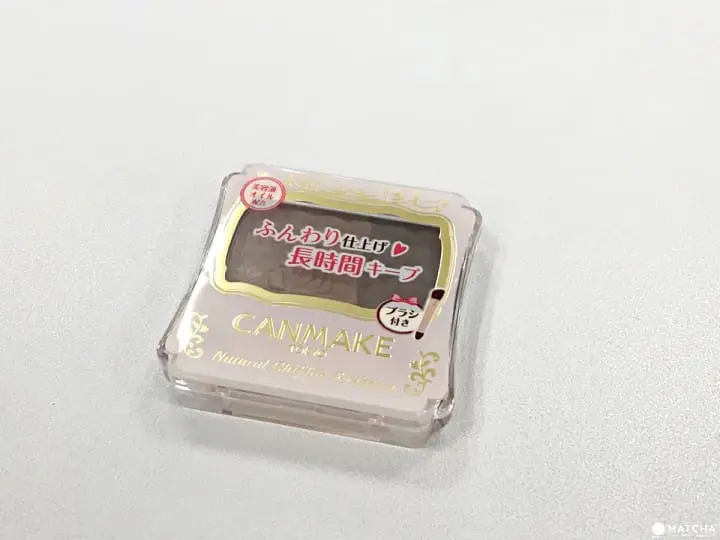 美容液
オイル
配合
ふんわり仕上げ♥
長時間キープ
ブラシ
付き
CANMAKE
TOKYO
Natural Chiffon Eyebrow
MATCHA